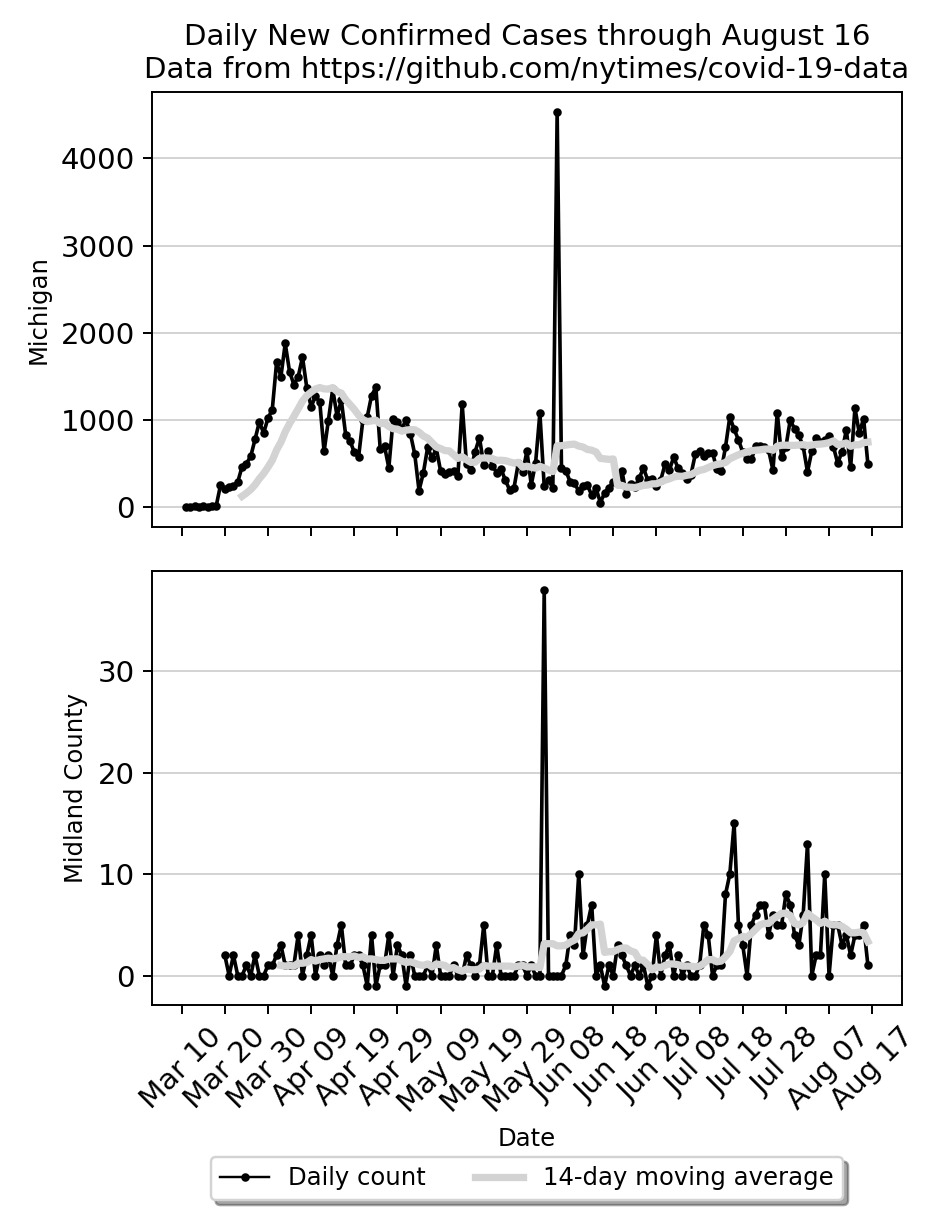 Daily New Confirmed Cases through August 16
Data from https://github.com/nytimes/covid-19-data
Michigan
4000
3000
2000
1000
0
Midland County
30
20
10
0
Mar 10
Mar 20
Mar 30
Apr 09
Apr 19
Apr 29
May 09
May 19
May 29
Jun 08
Jun 18
Jun 28
Jul 08
Jul 18
Jul 28
Aug 07
Aug 17
Date
Daily count
14-day moving average